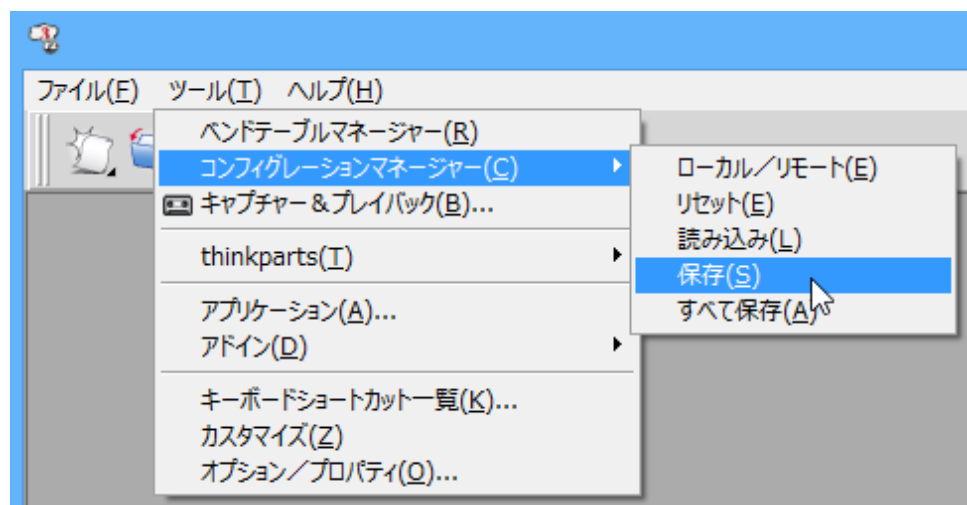 ファイル(F) ツール(T) ヘルプ(H)
ベンドテーブルマネージャー(R)
コンフィグレーションマネージャー(C)
キャプチャー＆プレイバック(B)...
thinkparts(T)
アプリケーション(A)...
アドイン(D)
キーボードショートカット一覧(K)...
カスタマイズ(Z)
オプション／プロパティ(O)...
ローカル／リモート(E)
リセット(E)
読み込み(L)
保存(S)
すべて保存(A)